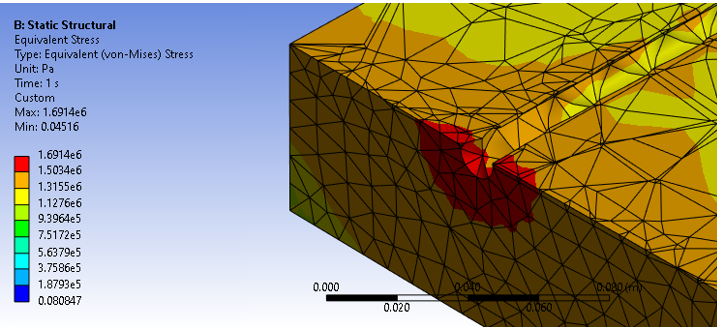 B: Static Structural
Equivalent Stress
Type: Equivalent (von-Mises) Stress
Unit: Pa
Time: 1 s
Custom
Max: 1.6914e6
Min: 0.04516
1.6914e6
1.5034e6
1.3155e6
1.1276e6
9.3964e5
7.5172e5
5.6379e5
3.7586e5
1.8793e5
0.080847
0.000
0.040
0.080 (m)
0.020
0.060